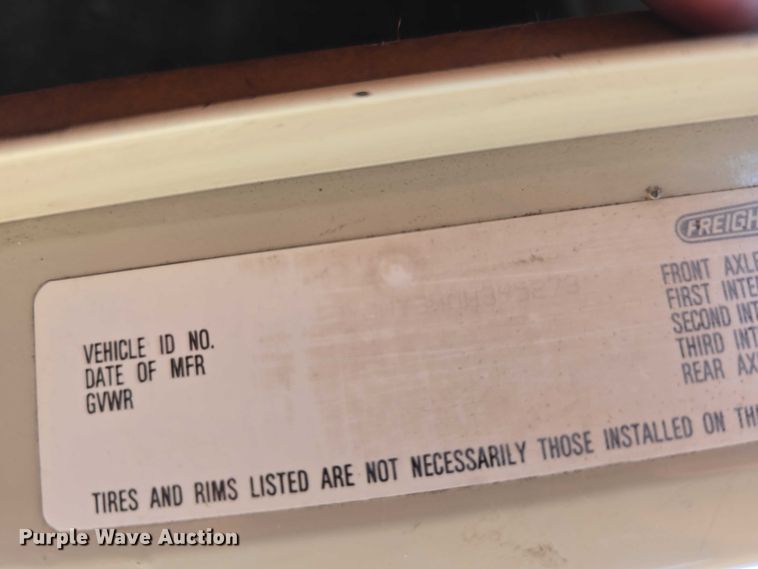 FREIGH
VEHICLE ID NO.
DATE OF MFR
GVWR
FRONT AXLE
FIRST INTE
SECOND INT
THIRD INT
REAR AX
TIRES AND RIMS LISTED ARE NOT NECESSARILY THOSE INSTALLED ON TH
Purple Wave Auction